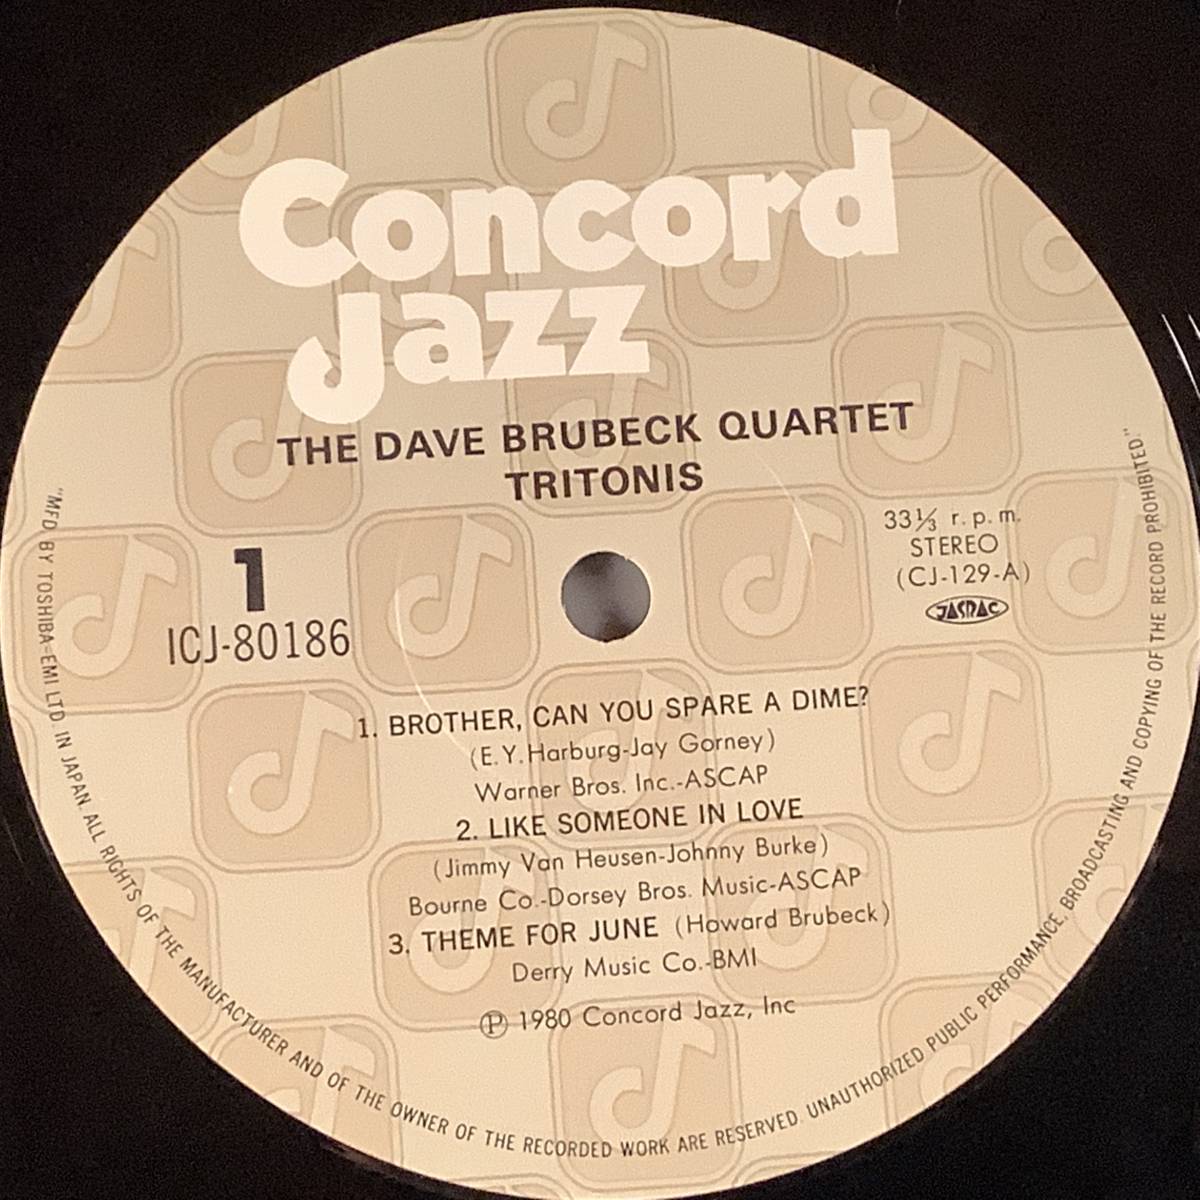 Concord
Jazz
THE DAVE BRUBECK QUARTET
TRITONIS
33⅓ r.p.m.
STEREO
(CJ-129-A)
JASRAC
1
ICJ-80186
1. BROTHER, CAN YOU SPARE A DIME?
(E.Y.Harburg-Jay Gorney)
Warner Bros. Inc.-ASCAP
2. LIKE SOMEONE IN LOVE
(Jimmy Van Heusen-Johnny Burke)
Bourne Co.-Dorsey Bros. Music-ASCAP
3. THEME FOR JUNE (Howard Brubeck)
Derry Music Co.-BMI
Ⓟ 1980 Concord Jazz, Inc
"MFD. BY TOSHIBA-EMI LTD. IN JAPAN. ALL RIGHTS OF THE MANUFACTURER AND OF THE OWNER OF THE RECORDED WORK ARE RESERVED. UNAUTHORIZED PUBLIC PERFORMANCE, BROADCASTING AND COPYING OF THE RECORD PROHIBITED."